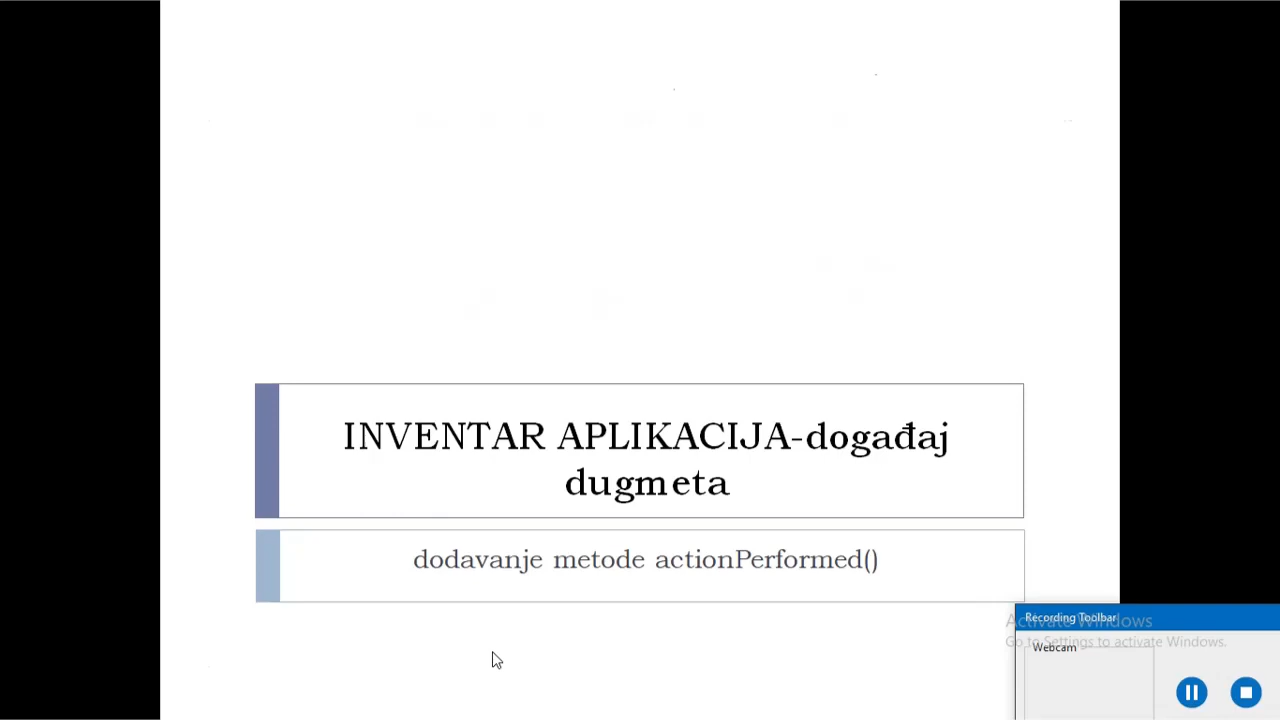 INVENTAR APLIKACIJA-događaj
dugmeta
dodavanje metode actionPerformed()
Recording Toolbar
Activate Windows
Go to Settings to activate Windows.
Webcam